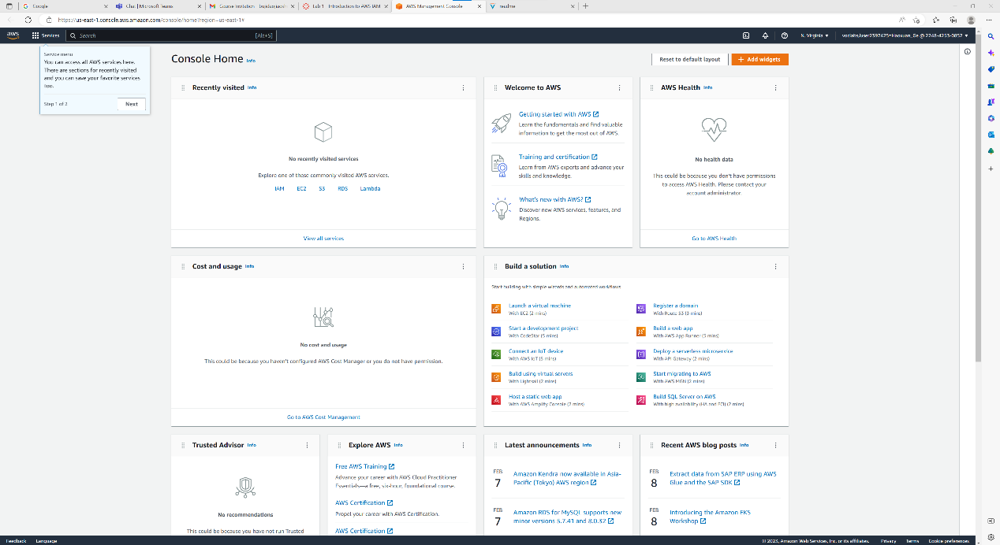 Google
Chat | Microsoft Teams
Course Invitation - buidaojiaosh
Lab 1 - Introduction to AWS IAM
AWS Management Console
readme
https://us-east-1.console.aws.amazon.com/console/home?region=us-east-1#
aws
Services
Search
[Alt+S]
N. Virginia
voclabs/user2397425=Haoxuan_Ge @ 2248-4253-0852
Service menu
You can access all AWS services here.
There are sections for recently visited
and you can save your favorite services
too.
Step 1 of 2
Next
Console Home Info
Reset to default layout
Add widgets
Recently visited Info
No recently visited services
Explore one of these commonly visited AWS services.
IAM EC2 S3 RDS Lambda
View all services
Welcome to AWS
Getting started with AWS
Learn the fundamentals and find valuable
information to get the most out of AWS.
Training and certification
Learn from AWS experts and advance your
skills and knowledge.
What's new with AWS?
Discover new AWS services, features, and
Regions.
AWS Health Info
No health data
This could be because you don't have permissions
to access AWS Health. Please contact your
account administrator.
Go to AWS Health
Cost and usage Info
No cost and usage
This could be because you haven't configured AWS Cost Manager or you do not have permission.
Go to AWS Cost Management
Build a solution Info
Start building with simple wizards and automated workflows.
Launch a virtual machine
With EC2 (2 mins)
Start a development project
With CodeStar (5 mins)
Connect an IoT device
With AWS IoT (5 mins)
Build using virtual servers
With Lightsail (2 mins)
Host a static web app
With AWS Amplify Console (2 mins)
Register a domain
With Route 53 (3 mins)
Build a web app
With AWS App Runner (5 mins)
Deploy a serverless microservice
With API Gateway (2 mins)
Start migrating to AWS
With AWS MGN (2 mins)
Build SQL Server on AWS
With high availability (HA and FCI) (2 mins)
Trusted Advisor Info
No recommendations
This could be because you have not run Trusted
Explore AWS Info
Free AWS Training
Advance your career with AWS Cloud Practitioner
Essentials—a free, six-hour, foundational course.
AWS Certification
Propel your career with AWS Certification.
AWS Certification
Latest announcements Info
FEB
7
Amazon Kendra now available in Asia-
Pacific (Tokyo) AWS region
FEB
7
Amazon RDS for MySQL supports new
minor versions 5.7.41 and 8.0.32
Recent AWS blog posts Info
FEB
8
Extract data from SAP ERP using AWS
Glue and the SAP SDK
FEB
8
Introducing the Amazon EKS
Workshop
Feedback
Language
© 2023, Amazon Web Services, Inc. or its affiliates.
Privacy
Terms
Cookie preferences